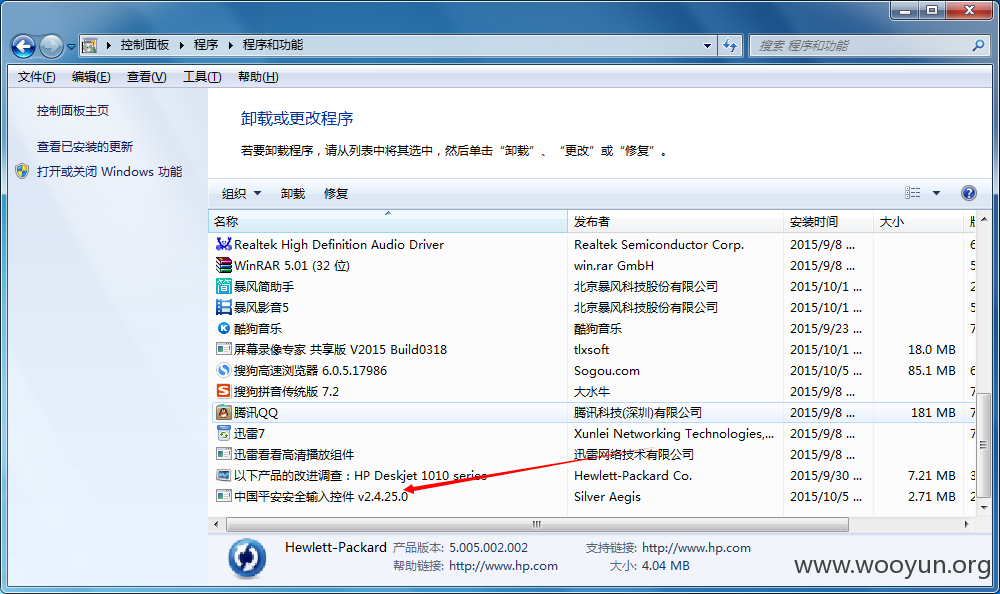 控制面板 ▸ 程序 ▸ 程序和功能
搜索 程序和功能
文件(F) 编辑(E) 查看(V) 工具(T) 帮助(H)
控制面板主页
查看已安装的更新
打开或关闭 Windows 功能
卸载或更改程序
若要卸载程序，请从列表中将其选中，然后单击“卸载”、“更改”或“修复”。
组织 卸载 修复
名称 发布者 安装时间 大小
Realtek High Definition Audio Driver Realtek Semiconductor Corp. 2015/9/8 ... 6
WinRAR 5.01 (32 位) win.rar GmbH 2015/9/8 ... 5
暴风简助手 北京暴风科技股份有限公司 2015/10/1 ... 2
暴风影音5 北京暴风科技股份有限公司 2015/10/1 ... 5
酷狗音乐 酷狗音乐 2015/9/23 ... 7
屏幕录像专家 共享版 V2015 Build0318 tlxsoft 2015/10/1 ... 18.0 MB
搜狗高速浏览器 6.0.5.17986 Sogou.com 2015/10/5 ... 85.1 MB 6
搜狗拼音传统版 7.2 大水牛 2015/9/8 ... 7
腾讯QQ 腾讯科技(深圳)有限公司 2015/9/8 ... 181 MB 7
迅雷7 Xunlei Networking Technologies,... 2015/9/8 ... 7
迅雷看看高清播放组件 迅雷网络技术有限公司 2015/9/8 ...
以下产品的改进调查：HP Deskjet 1010 series Hewlett-Packard Co. 2015/9/30 ... 7.21 MB 3
中国平安安全输入控件 v2.4.25.0 Silver Aegis 2015/10/5 ... 2.71 MB 2
Hewlett-Packard 产品版本: 5.005.002.002 支持链接: http://www.hp.com
帮助链接: http://www.hp.com 大小: 4.04 MB
www.wooyun.org